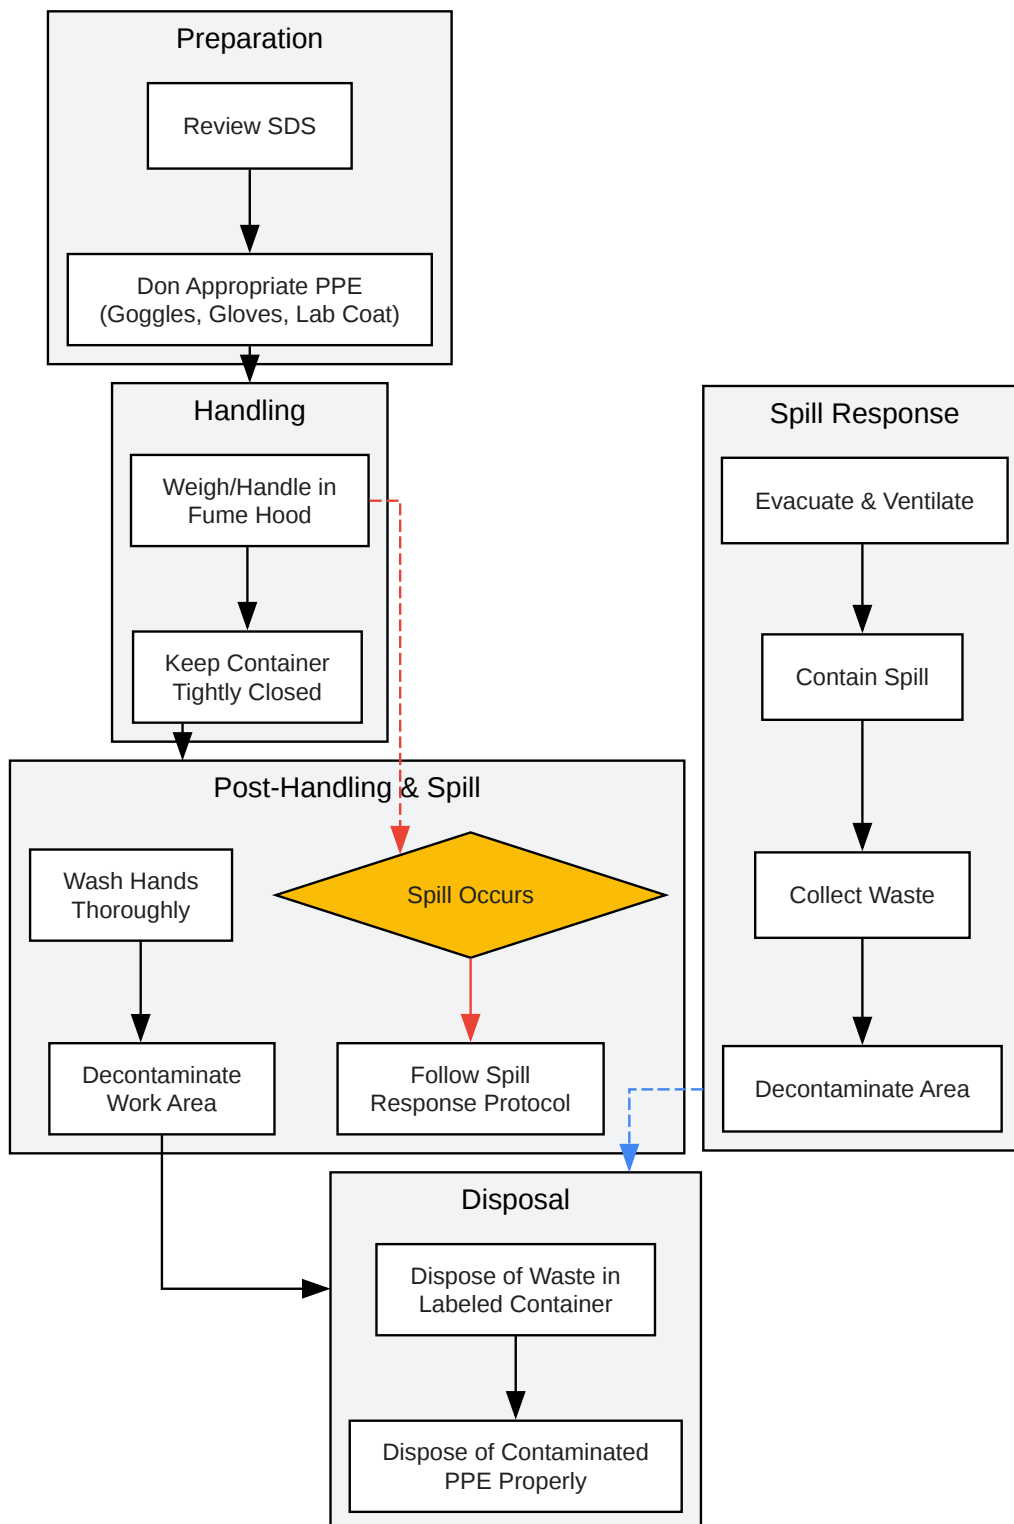 Preparation
Review SDS
Don Appropriate PPE
(Goggles, Gloves, Lab Coat)
Handling
Weigh/Handle in
Fume Hood
Keep Container
Tightly Closed
Post-Handling & Spill
Wash Hands
Thoroughly
Spill Occurs
Decontaminate
Work Area
Follow Spill
Response Protocol
Spill Response
Evacuate & Ventilate
Contain Spill
Collect Waste
Decontaminate Area
Disposal
Dispose of Waste in
Labeled Container
Dispose of Contaminated
PPE Properly